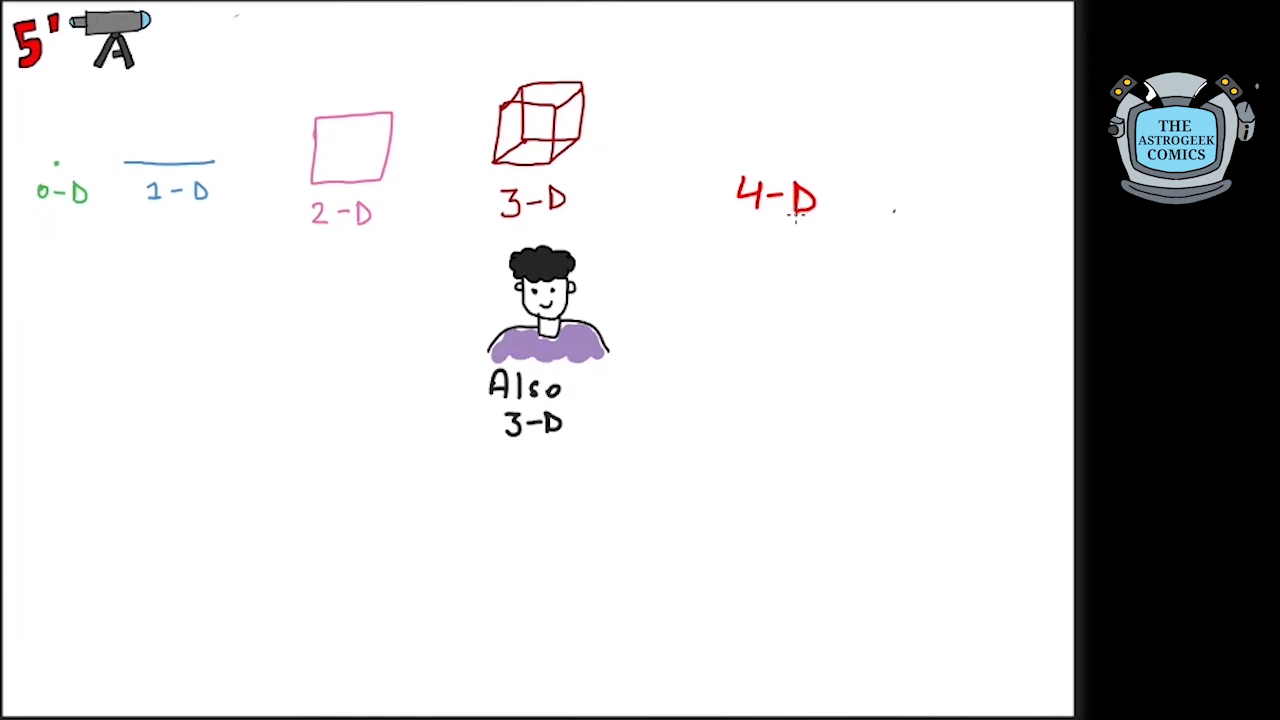 5' A
0-D
1-D
2-D
3-D
4-D
Also
3-D
THE
ASTROGEEK
COMICS